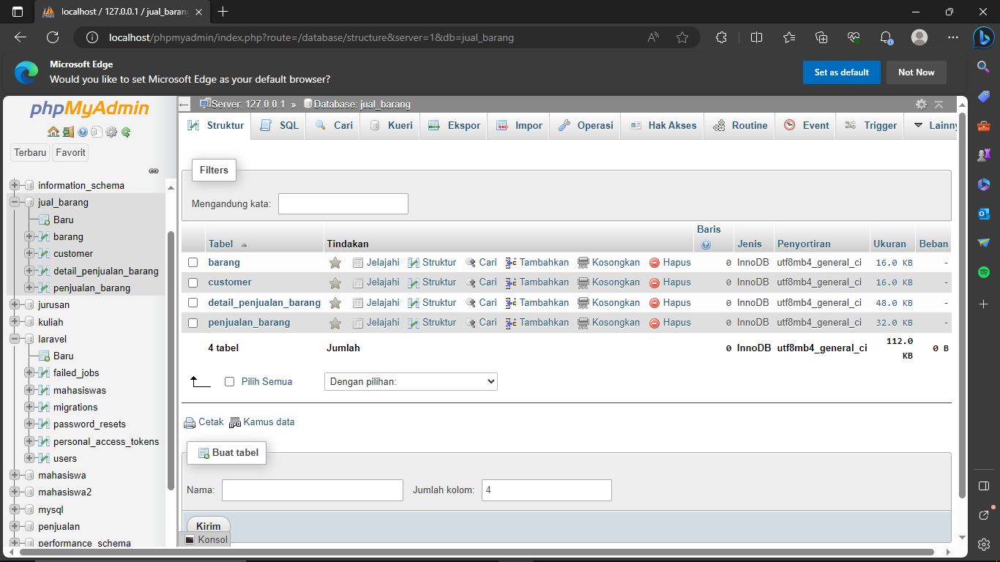 localhost / 127.0.0.1 / jual_barang
localhost/phpmyadmin/index.php?route=/database/structure&server=1&db=jual_barang
Microsoft Edge
Would you like to set Microsoft Edge as your default browser?
Set as default
Not Now
phpMyAdmin
Terbaru
Favorit
information_schema
jual_barang
Baru
barang
customer
detail_penjualan_barang
penjualan_barang
jurusan
kuliah
laravel
Baru
failed_jobs
mahasiswas
migrations
password_resets
personal_access_tokens
users
mahasiswa
mahasiswa2
mysql
penjualan
performance_schema
Server: 127.0.0.1 » Database: jual_barang
Struktur SQL Cari Kueri Ekspor Impor Operasi Hak Akses Routine Event Trigger Lainny
Filters
Mengandung kata:
Tabel Tindakan Baris Jenis Penyortiran Ukuran Beban
barang Jelajahi Struktur Cari Tambahkan Kosongkan Hapus 0 InnoDB utf8mb4_general_ci 16.0 KB -
customer Jelajahi Struktur Cari Tambahkan Kosongkan Hapus 0 InnoDB utf8mb4_general_ci 16.0 KB -
detail_penjualan_barang Jelajahi Struktur Cari Tambahkan Kosongkan Hapus 0 InnoDB utf8mb4_general_ci 48.0 KB -
penjualan_barang Jelajahi Struktur Cari Tambahkan Kosongkan Hapus 0 InnoDB utf8mb4_general_ci 32.0 KB -
4 tabel Jumlah 0 InnoDB utf8mb4_general_ci 112.0 KB 0 B
Pilih Semua
Dengan pilihan:
Cetak Kamus data
Buat tabel
Nama:
Jumlah kolom: 4
Kirim
Konsol